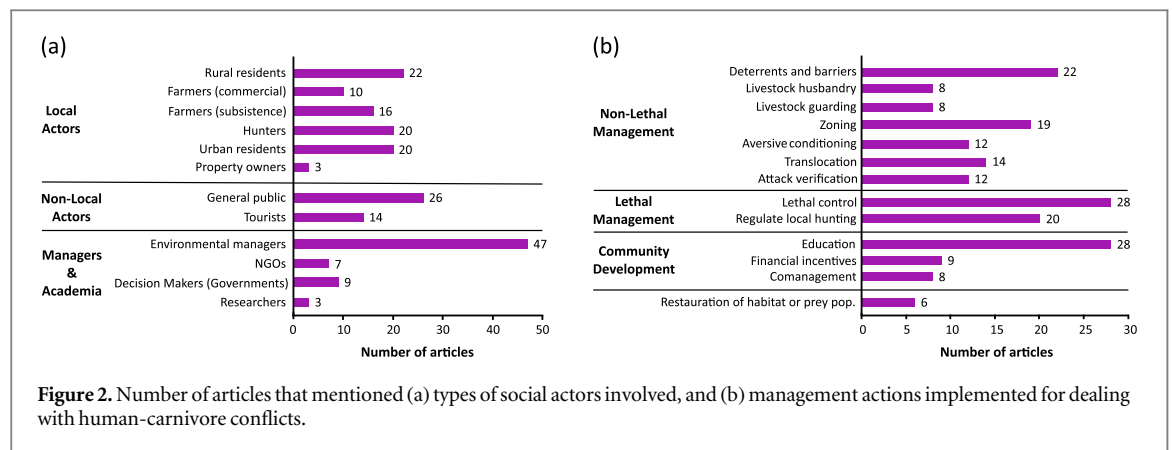 (a)
Local
Actors
Rural residents 22
Farmers (commercial) 10
Farmers (subsistence) 16
Hunters 20
Urban residents 20
Property owners 3
Non-Local
Actors
General public 26
Tourists 14
Managers
&
Academia
Environmental managers 47
NGOs 7
Decision Makers (Governments) 9
Researchers 3
0 10 20 30 40 50
Number of articles
(b)
Non-Lethal
Management
Deterrents and barriers 22
Livestock husbandry 8
Livestock guarding 8
Zoning 19
Aversive conditioning 12
Translocation 14
Attack verification 12
Lethal
Management
Lethal control 28
Regulate local hunting 20
Community
Development
Education 28
Financial incentives 9
Comanagement 8
Restauration of habitat or prey pop. 6
0 5 10 15 20 25 30
Number of articles
Figure 2. Number of articles that mentioned (a) types of social actors involved, and (b) management actions implemented for dealing
with human-carnivore conflicts.